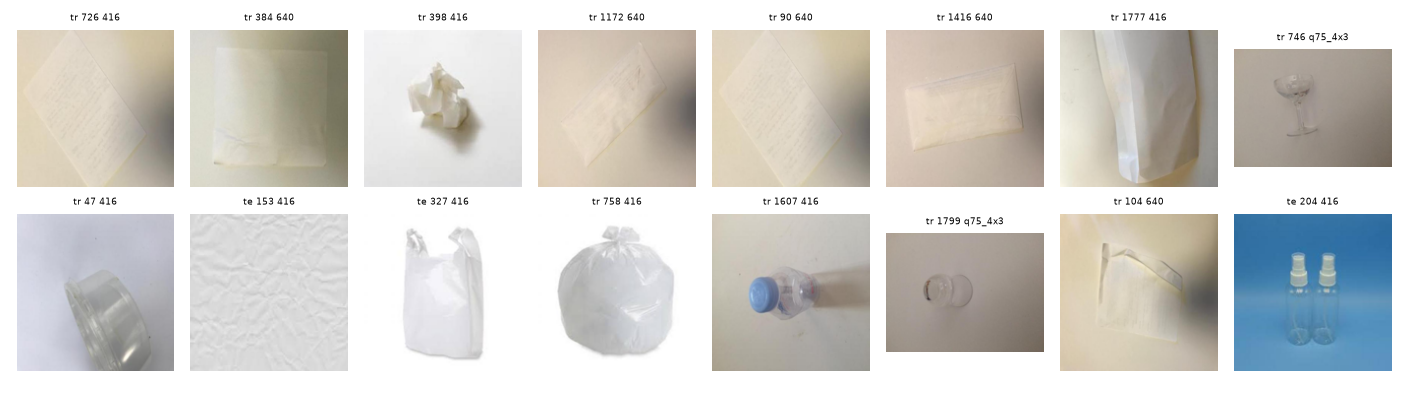 tr 726 416
tr 384 640
tr 398 416
tr 1172 640
tr 90 640
tr 1416 640
tr 1777 416
tr 746 q75_4x3
tr 47 416
te 153 416
te 327 416
tr 758 416
tr 1607 416
tr 1799 q75_4x3
tr 104 640
te 204 416